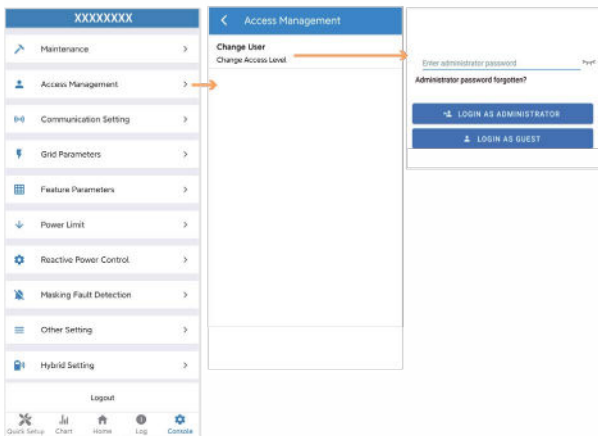 XXXXXXXX
Maintenance
Access Management
Communication Setting
Grid Parameters
Feature Parameters
Power Limit
Reactive Power Control
Masking Fault Detection
Other Setting
Hybrid Setting
Logout
Quick Setup
Chart
Home
Log
Console
Access Management
Change User
Change Access Level
Enter administrator password
Administrator password forgotten?
LOGIN AS ADMINISTRATOR
LOGIN AS GUEST